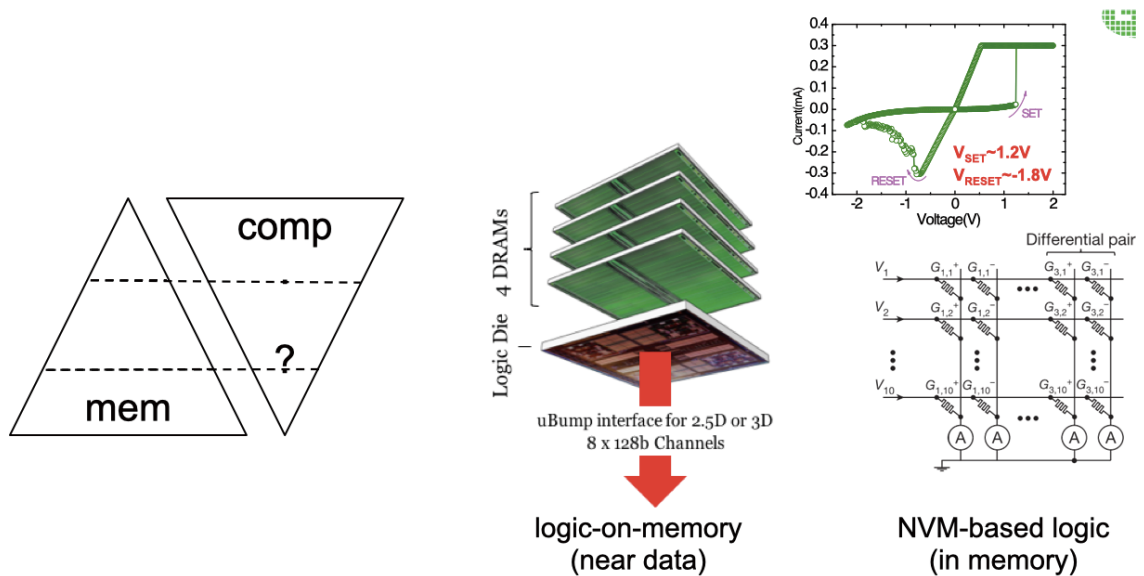 comp
?
mem
4 DRAMs
Logic Die
uBump interface for 2.5D or 3D
8 x 128b Channels
logic-on-memory
(near data)
0.4
0.3
0.2
0.1
0.0
-0.1
-0.2
-0.3
-0.4
Current(mA)
SET
RESET
VSET~1.2V
VRESET~-1.8V
-2 -1 0 1 2
Voltage(V)
Differential pair
V1 G1,1+ G1,1− G3,1+ G3,1−
V2 G1,2+ G1,2− G3,2+ G3,2−
V10 G1,10+ G1,10− G3,10+ G3,10−
A A A A
NVM-based logic
(in memory)